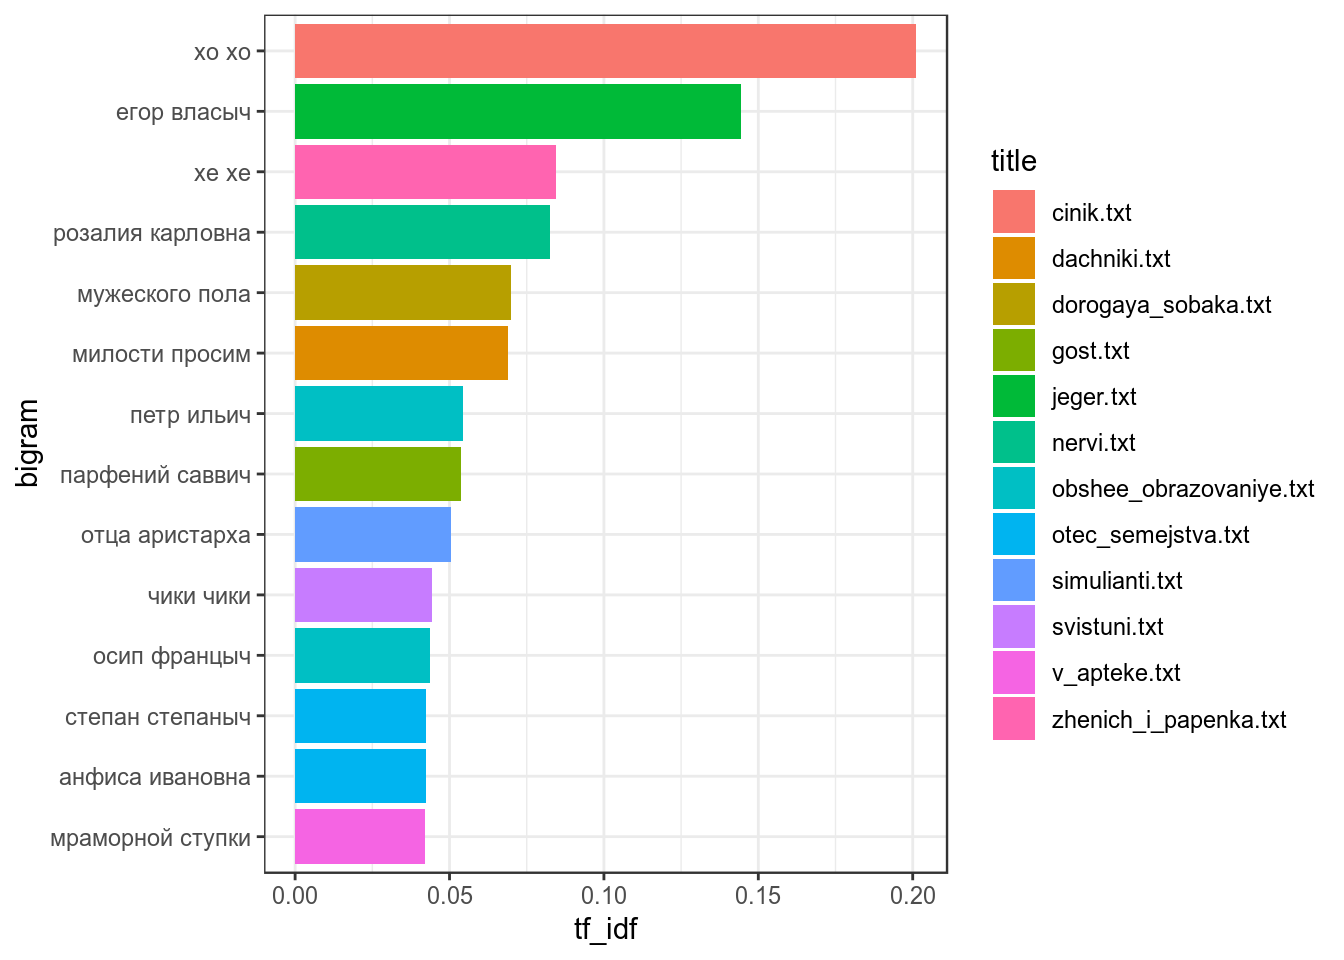 хо хо
егор власыч
хе хе
розалия карловна
мужеского пола
милости просим
петр ильич
парфений саввич
отца аристарха
чики чики
осип францыч
степан степаныч
анфиса ивановна
мраморной ступки
bigram
0.00 0.05 0.10 0.15 0.20
tf_idf
title
cinik.txt
dachniki.txt
dorogaya_sobaka.txt
gost.txt
jeger.txt
nervi.txt
obshee_obrazovaniye.txt
otec_semejstva.txt
simulianti.txt
svistuni.txt
v_apteke.txt
zhenich_i_papenka.txt